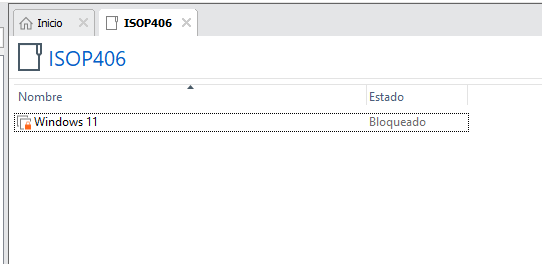 Inicio
ISOP406
ISOP406
Nombre
Estado
Windows 11
Bloqueado